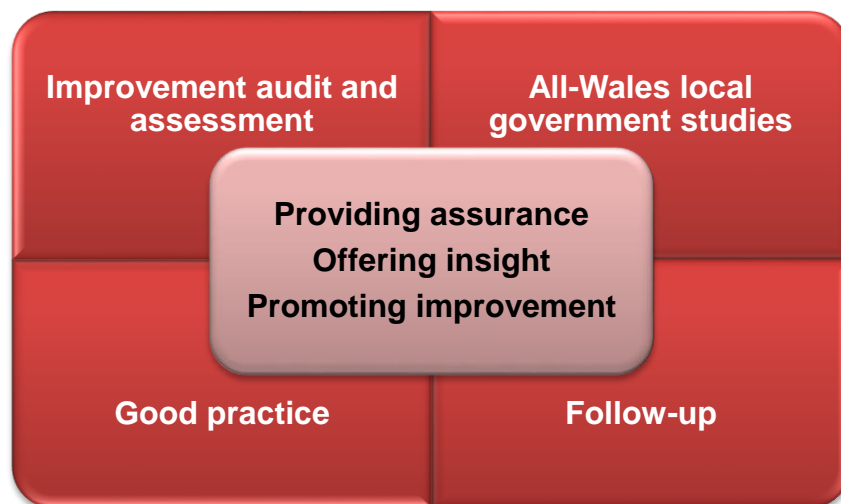 Improvement audit and
assessment
All-Wales local
government studies
Providing assurance
Offering insight
Promoting improvement
Good practice
Follow-up